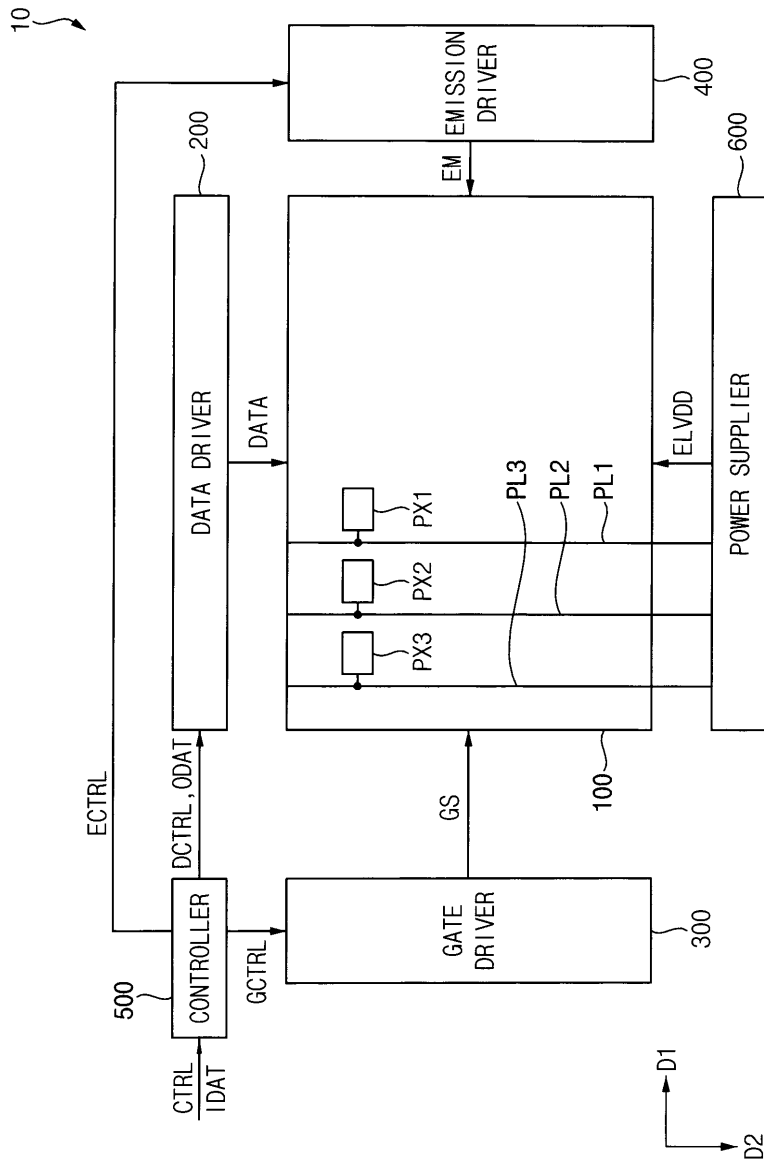 10
ECTRL
200
DATA DRIVER
DCTRL,ODAT
500
CONTROLLER
CTRL
IDAT
GCTRL
DATA
EMISSION
DRIVER
400
EM
PX3
PX2
PX1
PL3
PL2
PL1
100
GS
GATE
DRIVER
300
ELVDD
600
POWER SUPPLIER
D1
D2